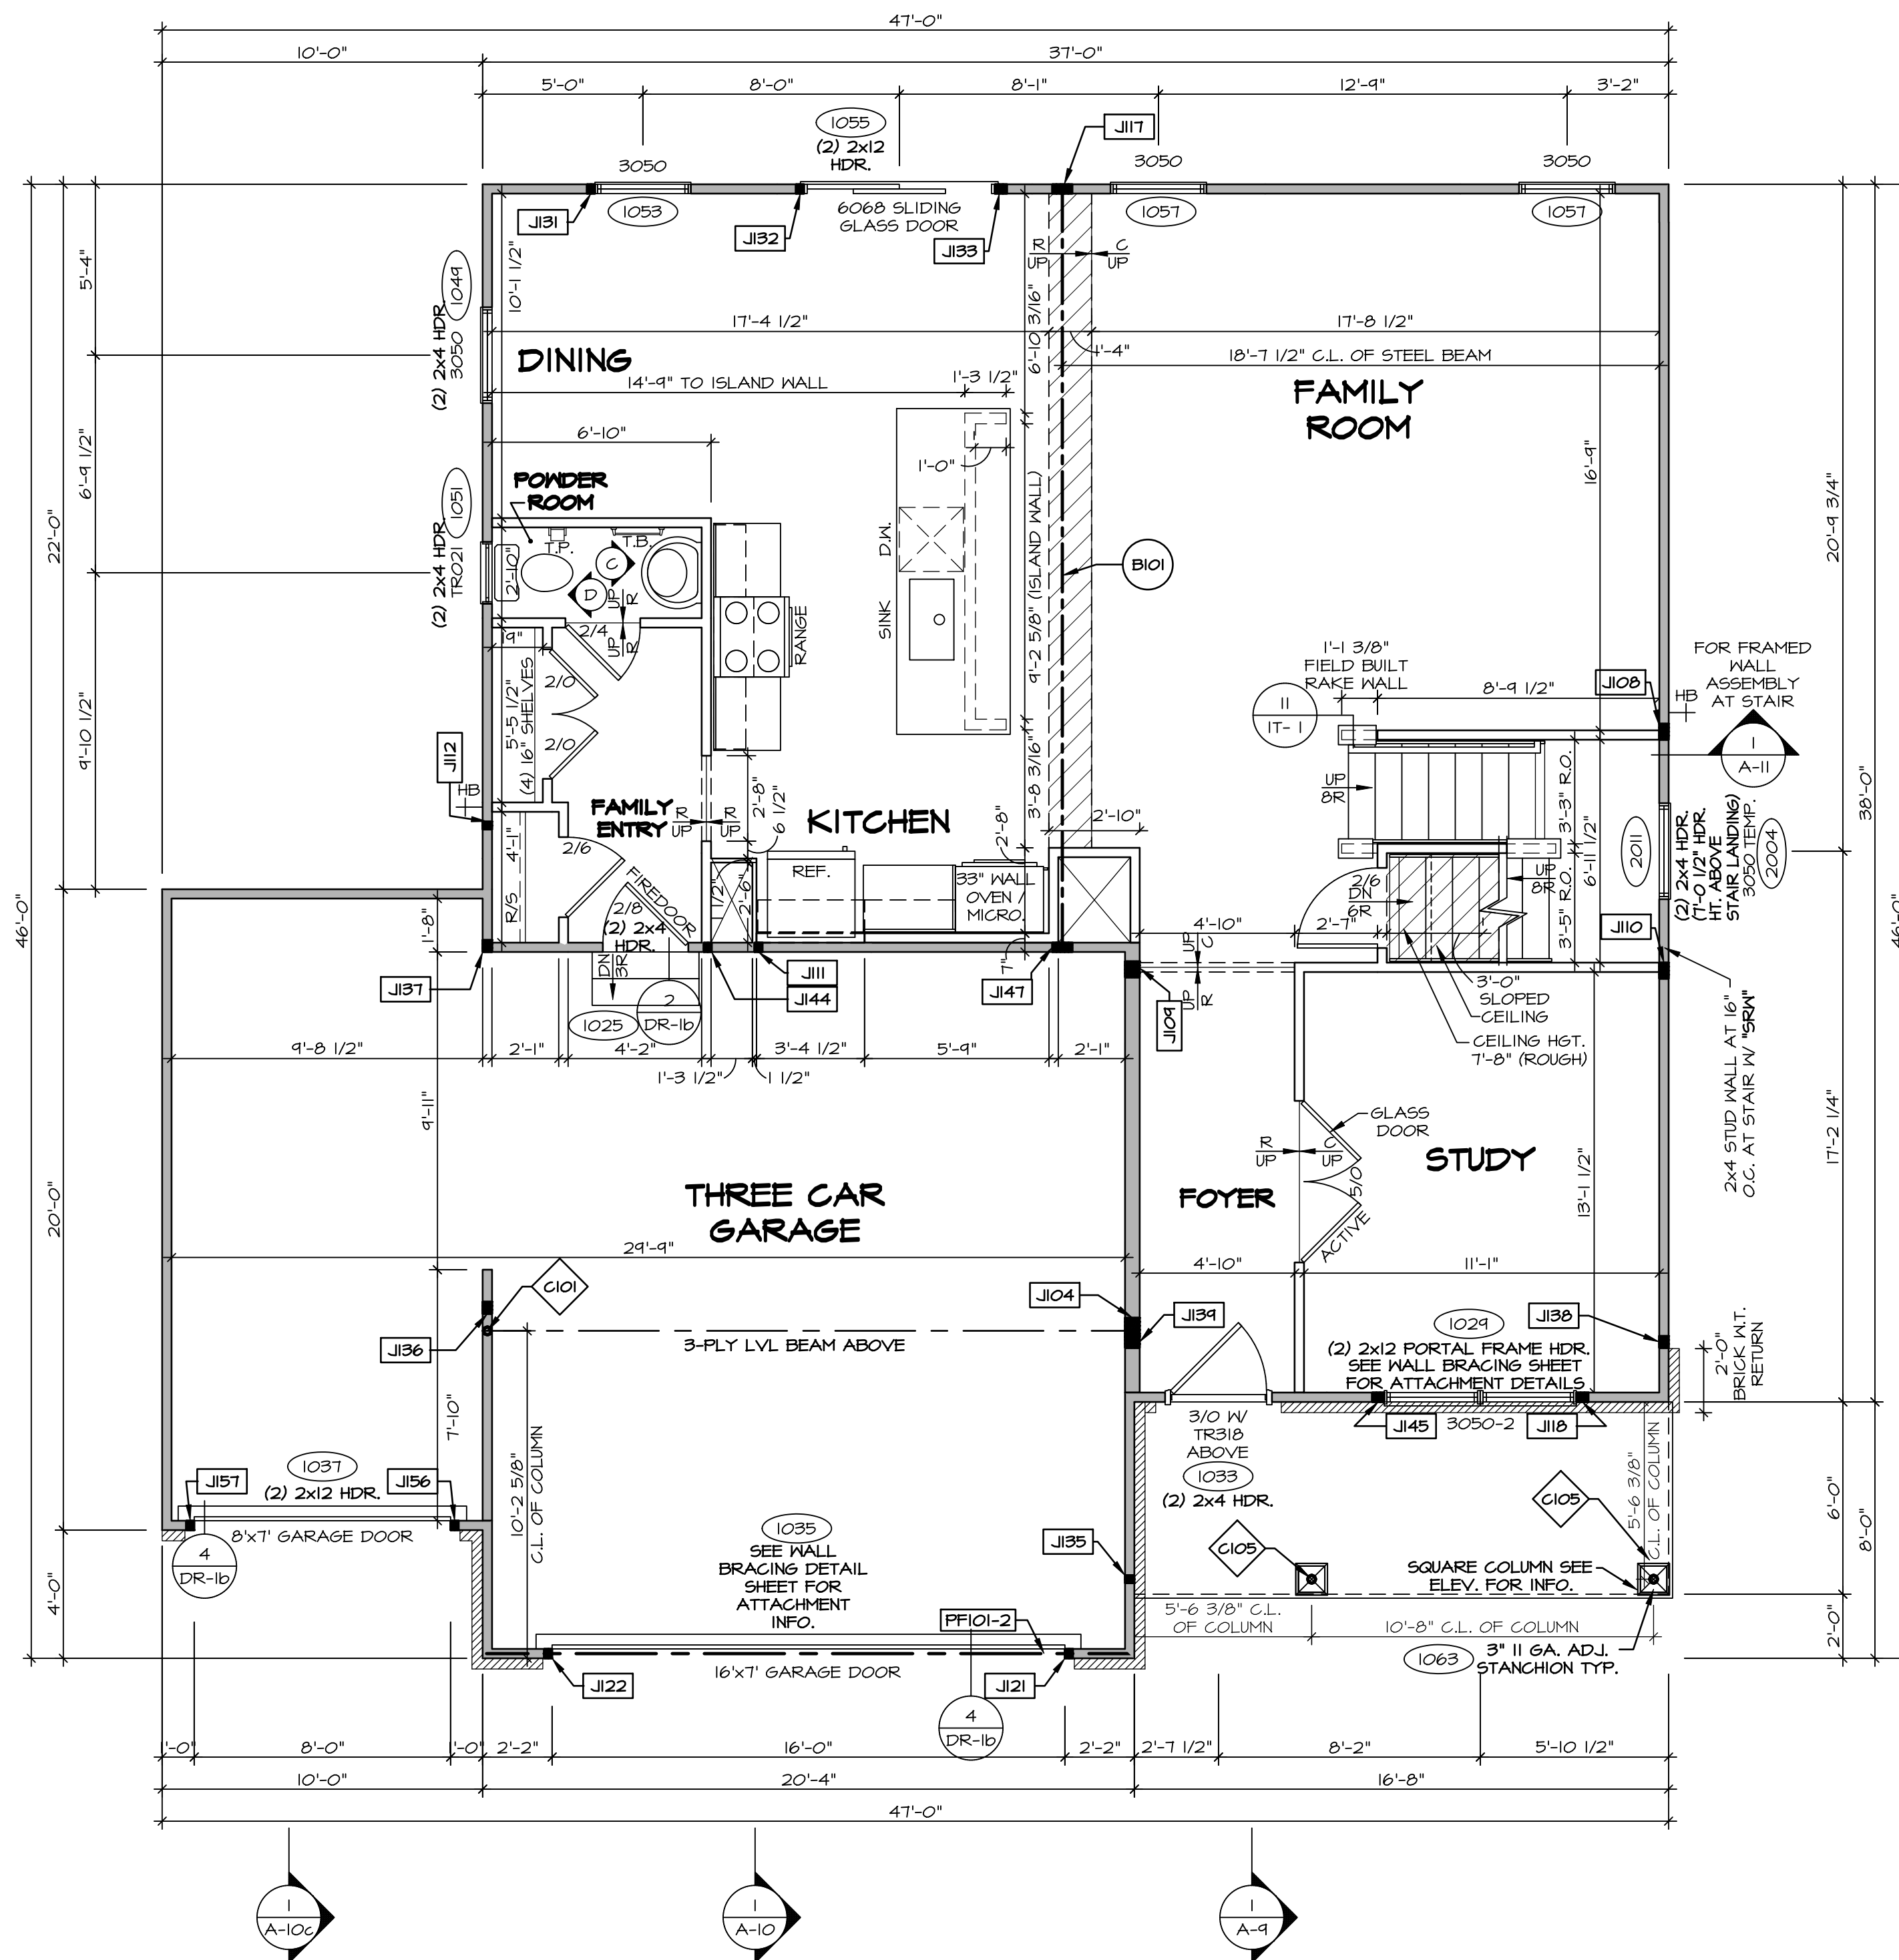 47'-0"
10'-0"
37'-0"
5'-0"
8'-0"
8'-1"
12'-9"
3'-2"
1055
(2) 2x12
HDR.
J117
3050
3050
3050
J131
1053
J132
6068 SLIDING
GLASS DOOR
J133
1057
1057
R
UP
C
UP
5'-4"
(2) 2x4 HDR.
3050
1049
10'-1 1/2"
17'-4 1/2"
6'-10 3/16"
17'-8 1/2"
1'-4"
18'-7 1/2" C.L. OF STEEL BEAM
DINING
14'-9" TO ISLAND WALL
1'-3 1/2"
FAMILY
ROOM
6'-10"
1'-0"
16'-9"
6'-9 1/2"
22'-0"
(2) 2x4 HDR.
TR021
1051
POWDER
ROOM
T.P.
T.B.
C
D
2'-10"
UP
R
UP
R
2/4
19"
D.W.
SINK
RANGE
9'-2 5/8" (ISLAND WALL)
B101
20'-9 3/4"
2/0
2/0
5'-5 1/2"
(4) 16" SHELVES
9'-10 1/2"
J112
HB
FAMILY
ENTRY
R
UP
R
UP
2'-8"
6 1/2"
KITCHEN
3'-8 3/16"
2'-8"
2'-10"
1'-1 3/8"
FIELD BUILT
RAKE WALL
8'-9 1/2"
J108
HB
FOR FRAMED
WALL
ASSEMBLY
AT STAIR
11
IT-1
1
A-11
UP
8R
3'-3" R.O.
6'-11 1/2"
3'-5" R.O.
2011
(2) 2x4 HDR.
(7'-0 1/2" HDR.
HT. ABOVE
STAIR LANDING)
3050 TEMP.
2004
38'-0"
46'-0"
46'-0"
4'-1"
R/S
2/6
FIREDOOR
2/8
(2) 2x4
HDR.
1 1/2"
2'-6"
REF.
33" WALL
OVEN /
MICRO.
2/6
DN
6R
UP
8R
2'-7"
4'-10"
J110
1'-8"
J137
DN
3R
J111
J144
2
DR-1b
1025
J147
7"
UP
C
UP
R
J109
3'-0"
SLOPED
CEILING
CEILING HGT.
7'-8" (ROUGH)
2x4 STUD WALL AT 16"
O.C. AT STAIR W/ "SRW"
9'-8 1/2"
2'-1"
4'-2"
1'-3 1/2"
1 1/2"
3'-4 1/2"
5'-9"
2'-1"
9'-11"
GLASS
DOOR
R
UP
C
UP
STUDY
5/0
ACTIVE
FOYER
13'-1 1/2"
17'-2 1/4"
THREE CAR
GARAGE
20'-0"
29'-9"
4'-10"
11'-1"
C101
J104
J139
J136
3-PLY LVL BEAM ABOVE
1029
J138
(2) 2x12 PORTAL FRAME HDR.
SEE WALL BRACING SHEET
FOR ATTACHMENT DETAILS
2'-0"
BRICK W.T.
RETURN
7'-10"
10'-2 5/8"
C.L. OF COLUMN
J145
3050-2
J118
3/0 W/
TR318
ABOVE
1033
(2) 2x4 HDR.
5'-6 3/8"
C.L. OF COLUMN
J157
1037
(2) 2x12 HDR.
J156
8'x7' GARAGE DOOR
4
DR-1b
1035
SEE WALL
BRACING DETAIL
SHEET FOR
ATTACHMENT
INFO.
J135
C105
C105
SQUARE COLUMN SEE
ELEV. FOR INFO.
6'-0"
8'-0"
4'-0"
2'-0"
PF101-2
5'-6 3/8" C.L.
OF COLUMN
10'-8" C.L. OF COLUMN
1063
3" 11 GA. ADJ.
STANCHION TYP.
J122
16'x7' GARAGE DOOR
J121
4
DR-1b
1'-0"
8'-0"
1'-0"
2'-2"
16'-0"
2'-2"
2'-7 1/2"
8'-2"
5'-10 1/2"
10'-0"
20'-4"
16'-8"
47'-0"
1
A-10c
1
A-10
1
A-9